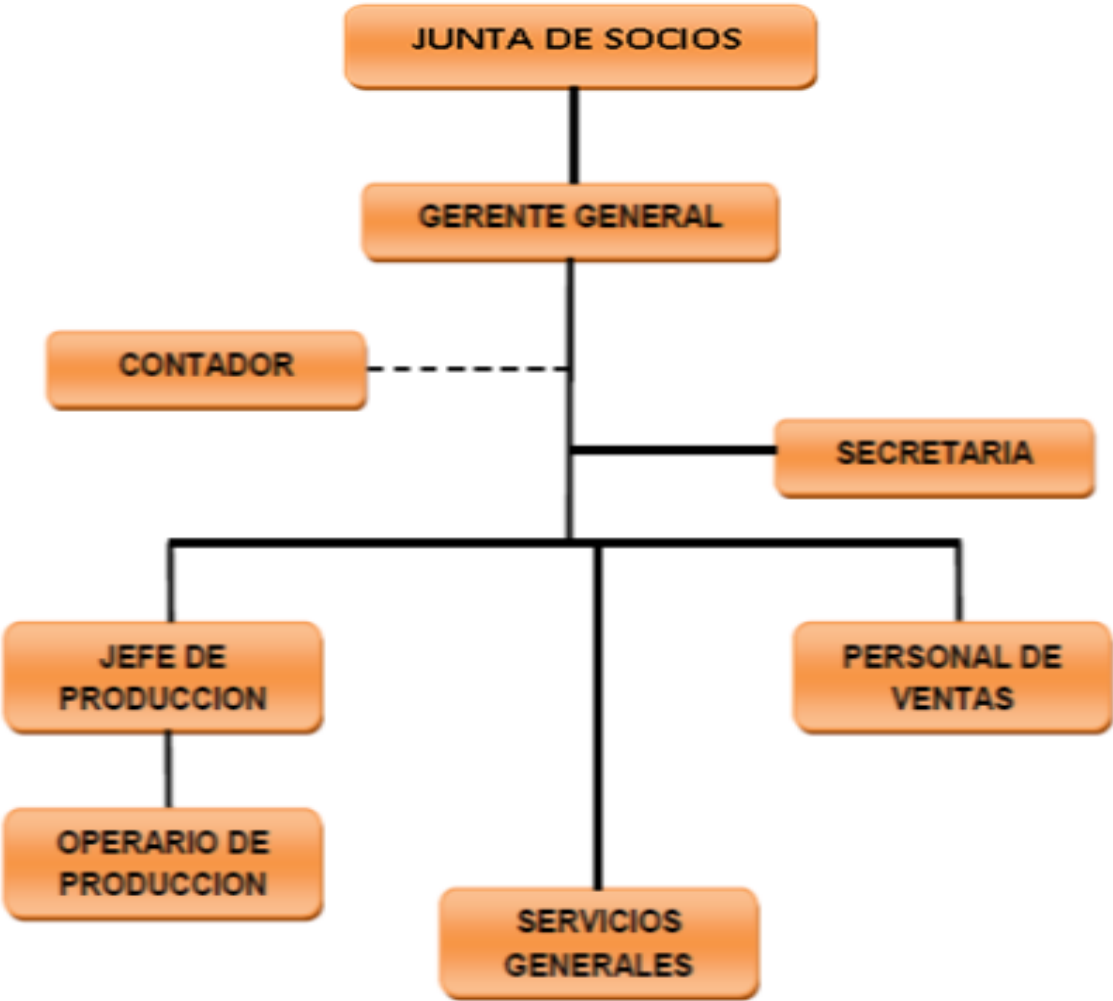 JUNTA DE SOCIOS
GERENTE GENERAL
CONTADOR
SECRETARIA
JEFE DE
PRODUCCION
PERSONAL DE
VENTAS
OPERARIO DE
PRODUCCION
SERVICIOS
GENERALES